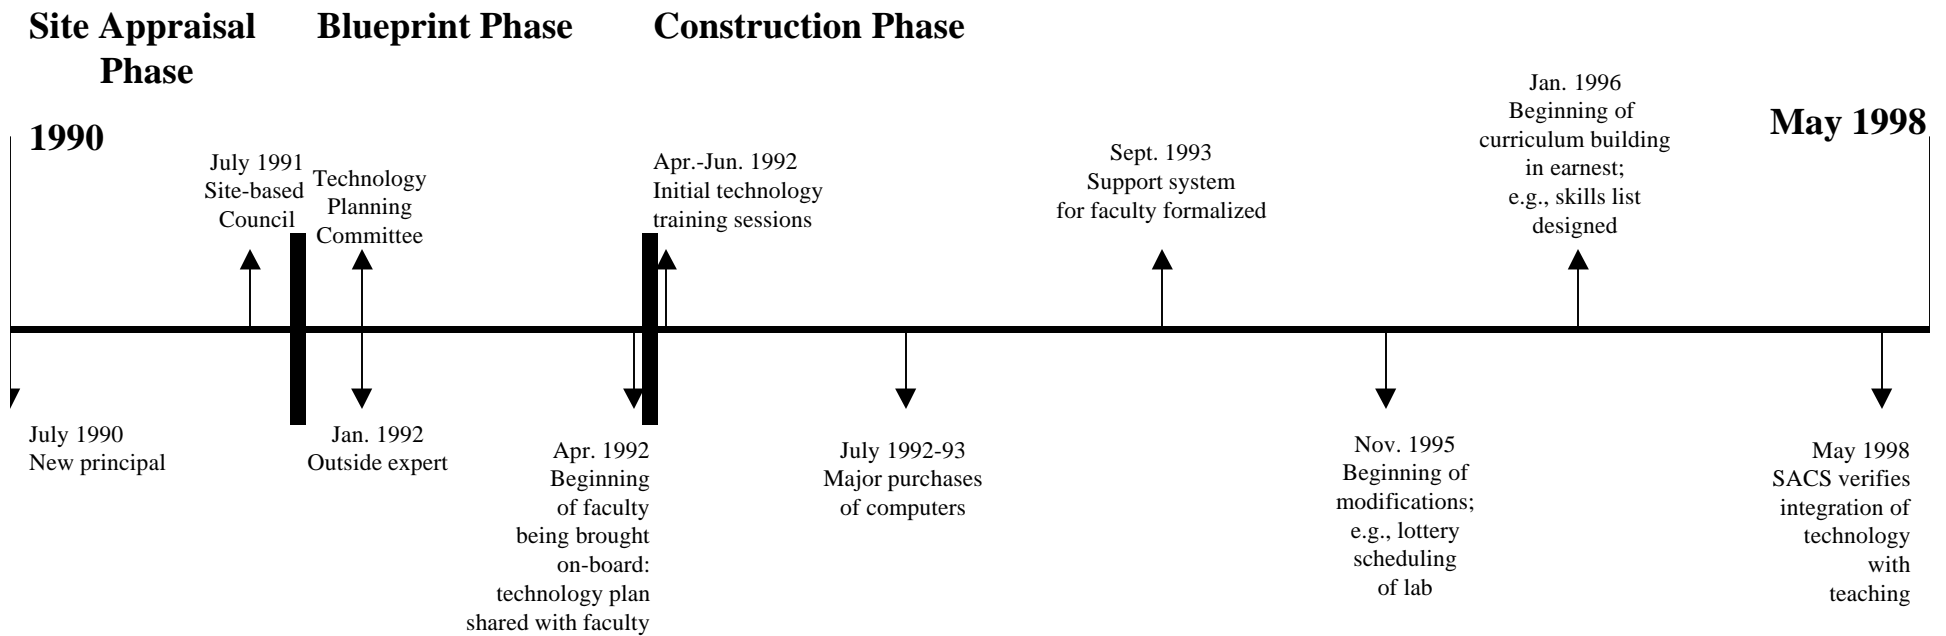 Site Appraisal
Phase
Blueprint Phase
Construction Phase
1990
May 1998
July 1991
Site-based
Council
Technology
Planning
Committee
Apr.-Jun. 1992
Initial technology
training sessions
Sept. 1993
Support system
for faculty formalized
Jan. 1996
Beginning of
curriculum building
in earnest;
e.g., skills list
designed
July 1990
New principal
Jan. 1992
Outside expert
Apr. 1992
Beginning
of faculty
being brought
on-board:
technology plan
shared with faculty
July 1992-93
Major purchases
of computers
Nov. 1995
Beginning of
modifications;
e.g., lottery
scheduling
of lab
May 1998
SACS verifies
integration of
technology
with
teaching